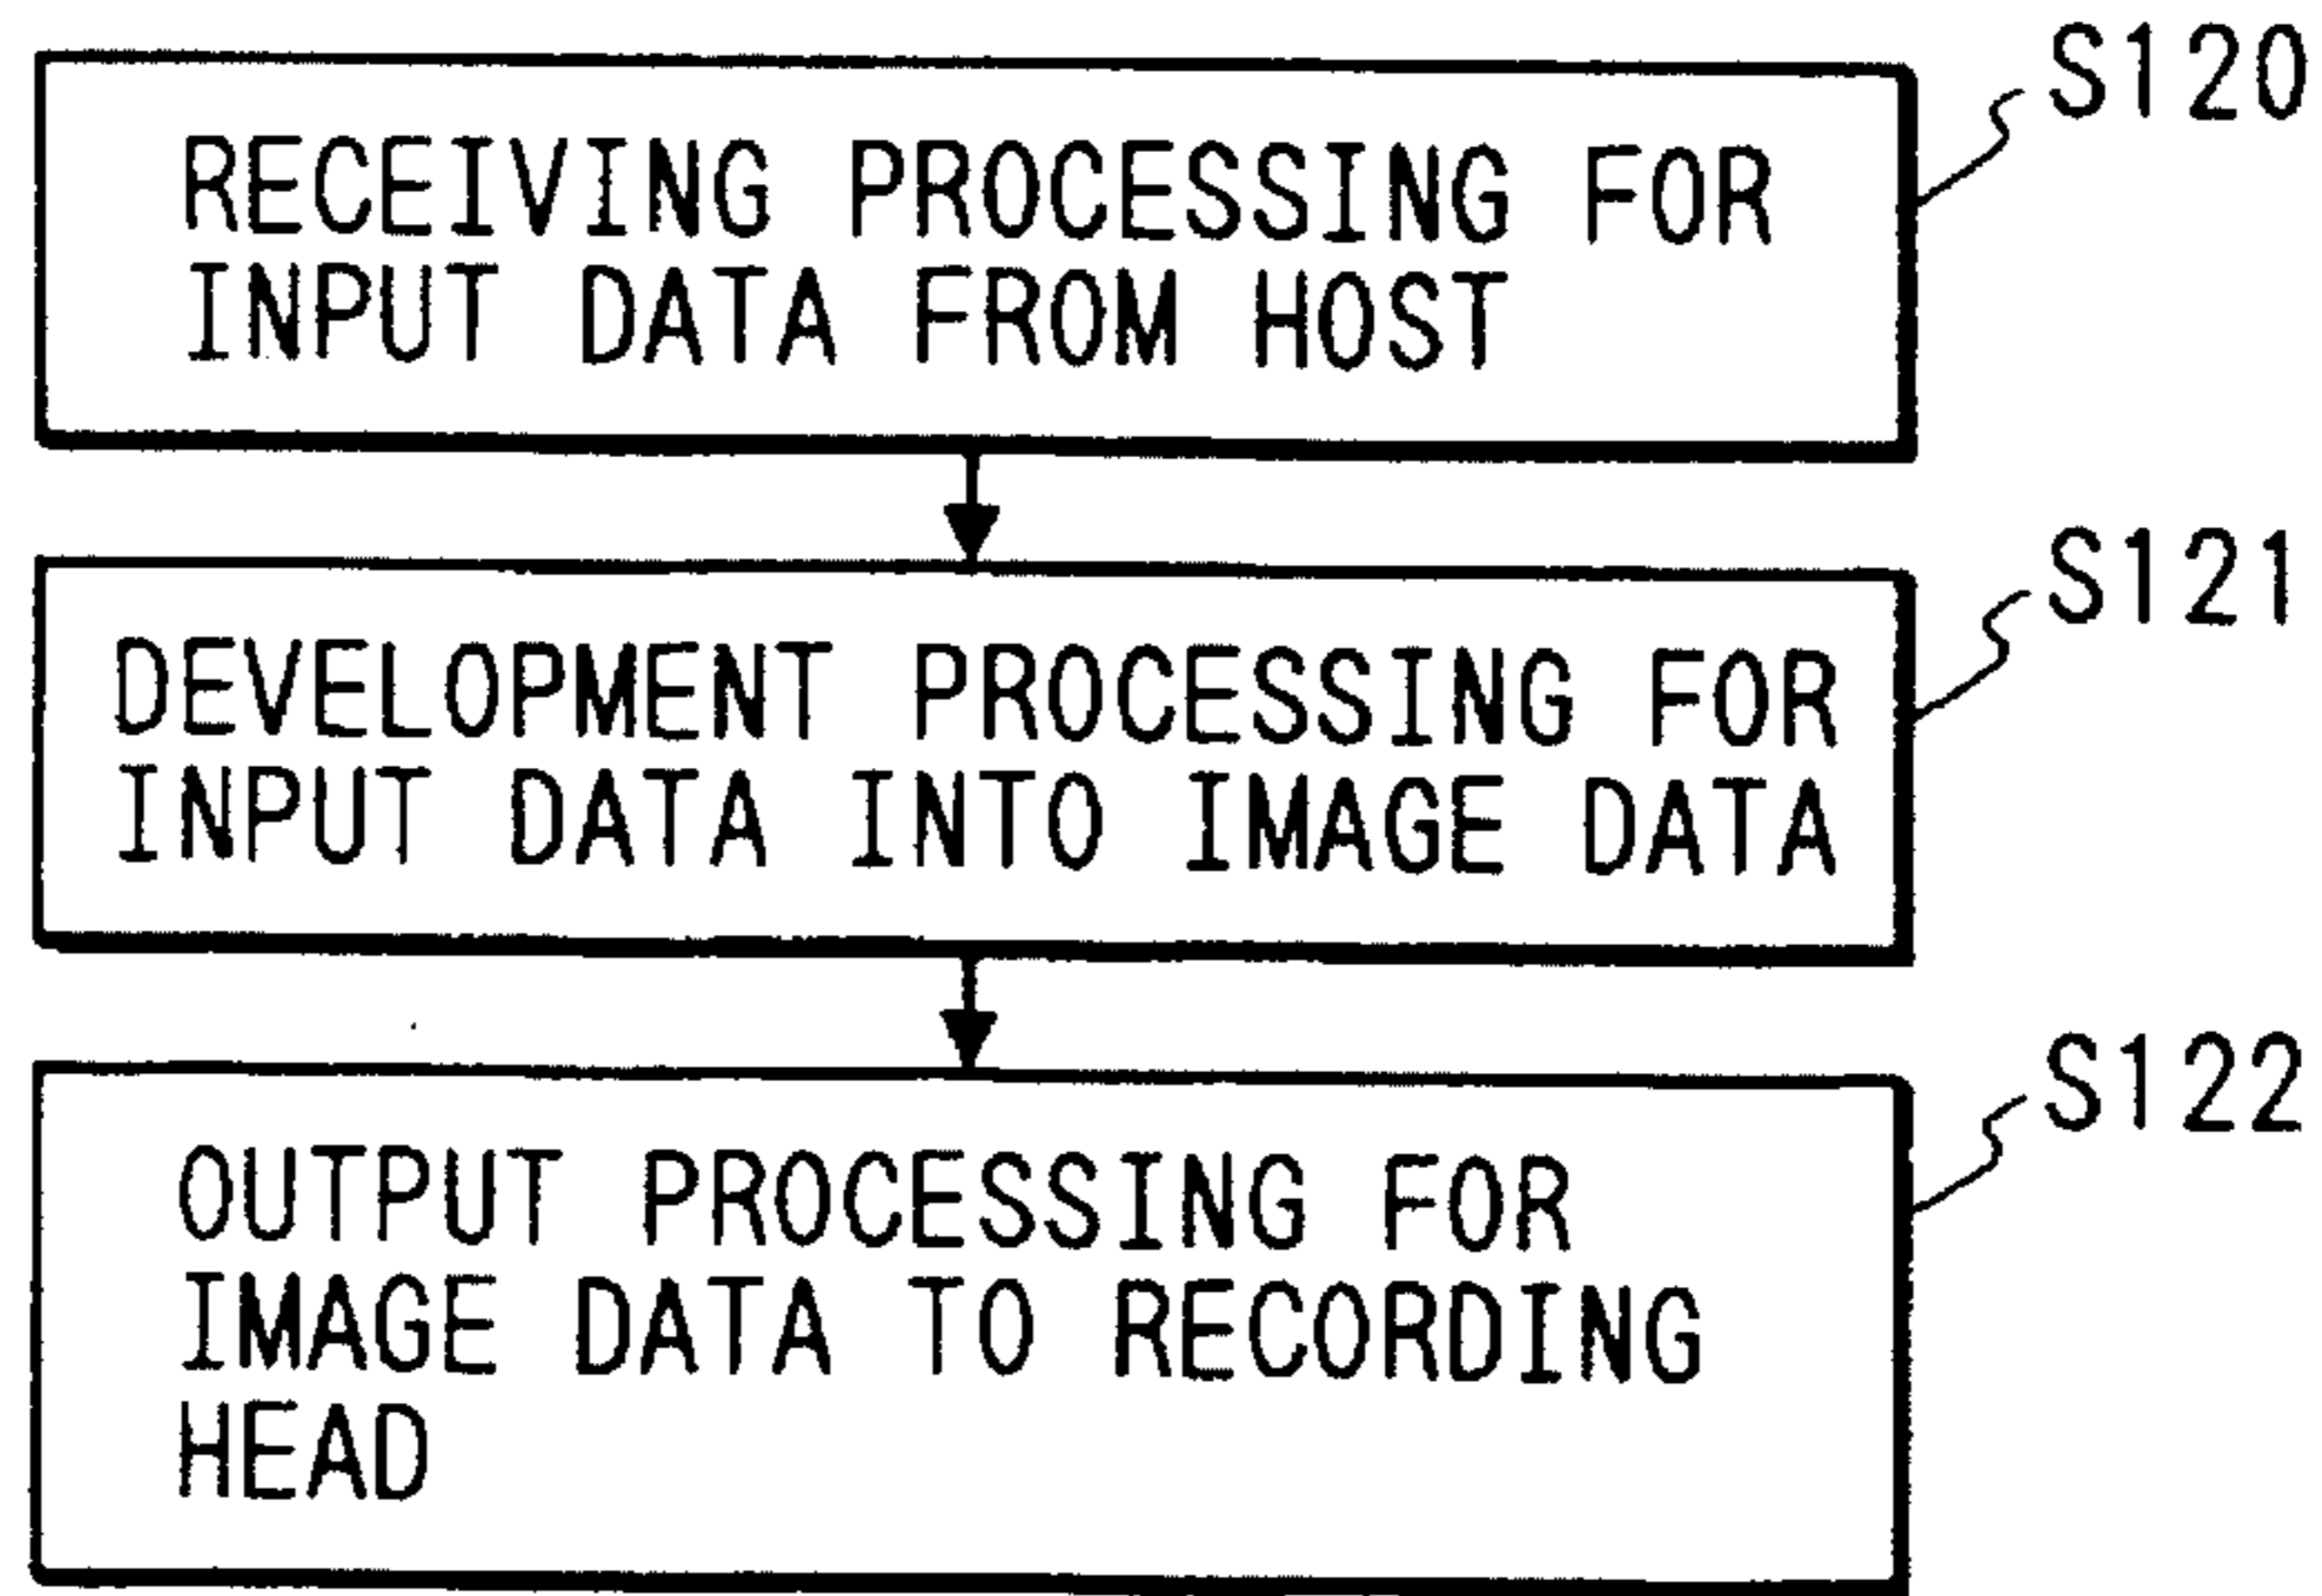 S120
RECEIVING PROCESSING FOR
INPUT DATA FROM HOST
S121
DEVELOPMENT PROCESSING FOR
INPUT DATA INTO IMAGE DATA
S122
OUTPUT PROCESSING FOR
IMAGE DATA TO RECORDING
HEAD